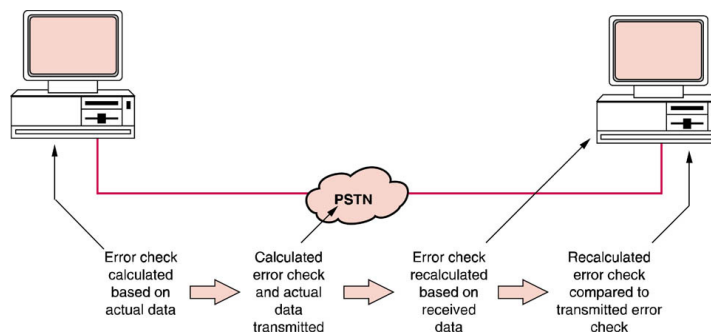 PSTN
Error check
calculated
based on
actual data
Calculated
error check
and actual
data
transmitted
Error check
recalculated
based on
received
data
Recalculated
error check
compared to
transmitted error
check